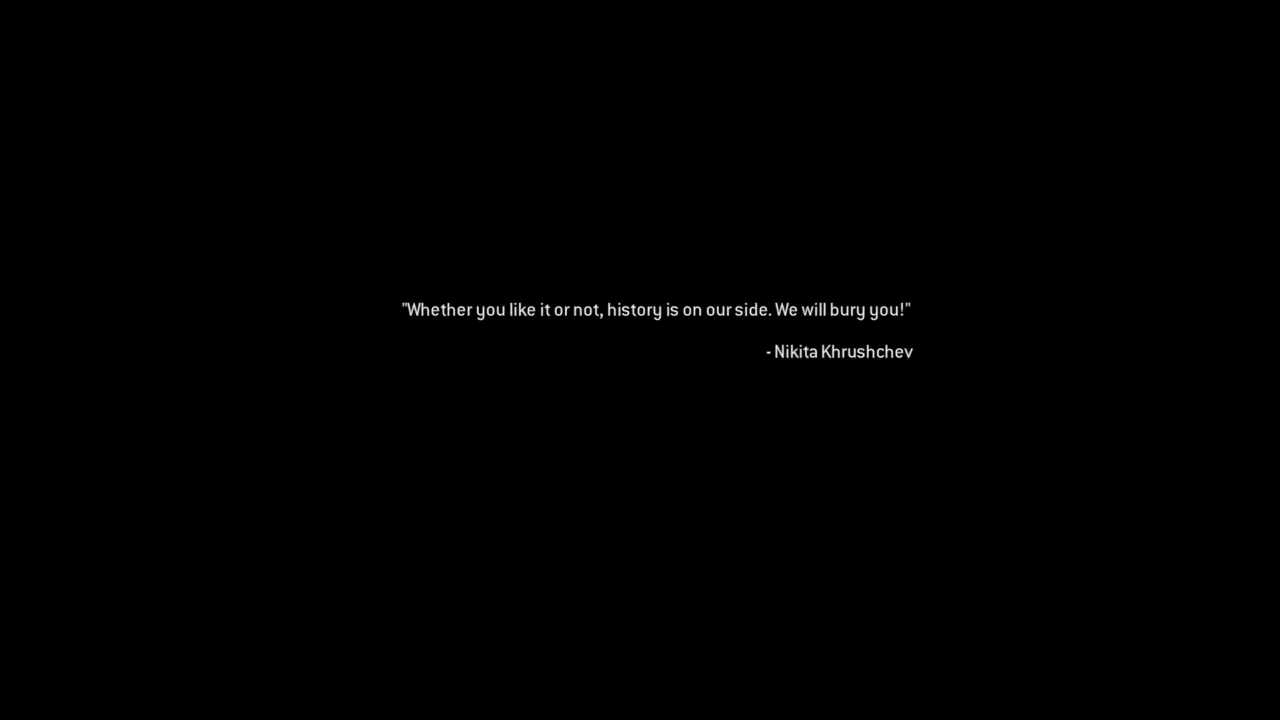 "Whether you like it or not, history is on our side. We will bury you!"
- Nikita Khrushchev